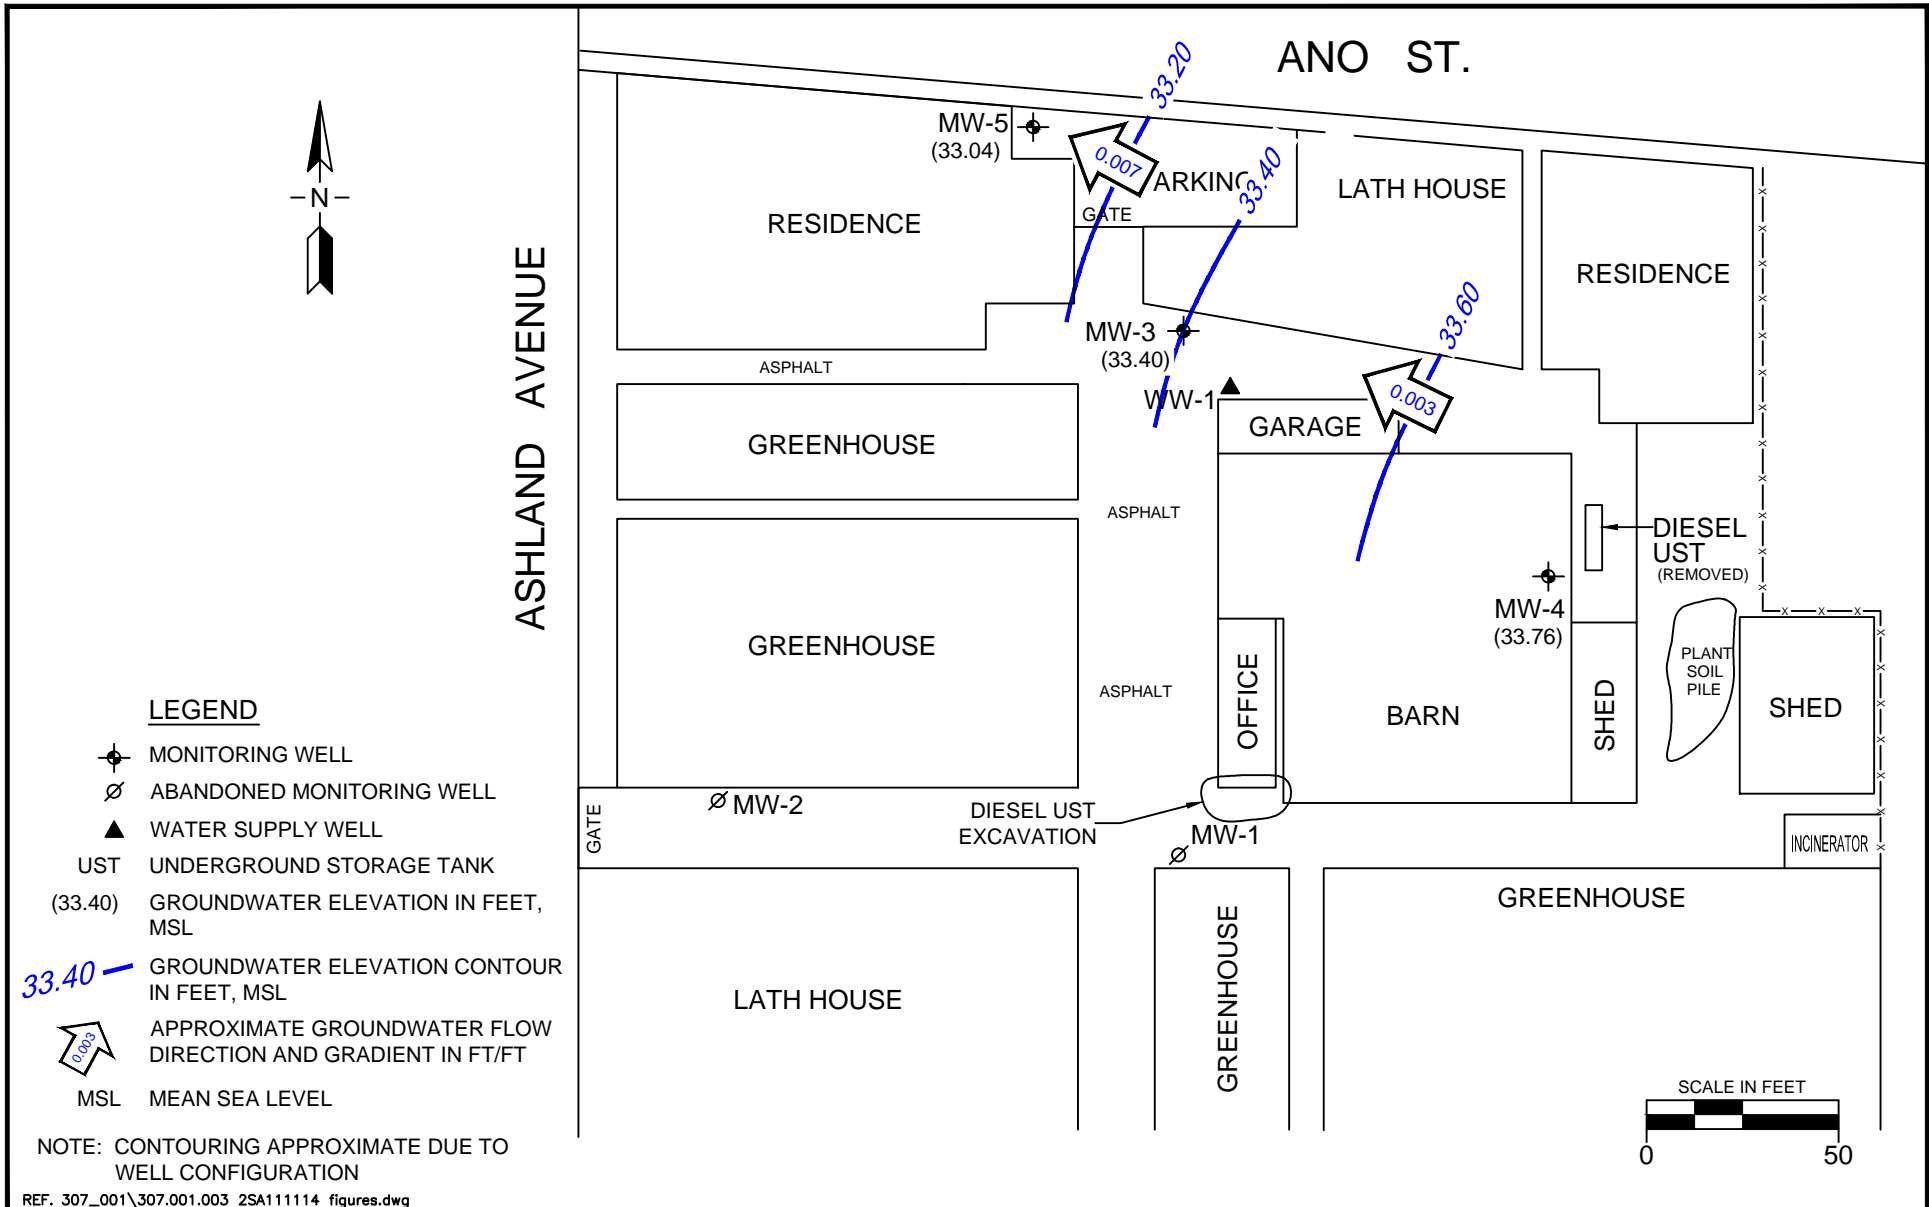 ANO ST.
33.20
MW-5
(33.04)
0.007
ARKING
33.40
LATH HOUSE
N
GATE
RESIDENCE
RESIDENCE
ASHLAND AVENUE
33.60
MW-3
(33.40)
ASPHALT
WW-1
0.003
GARAGE
GREENHOUSE
ASPHALT
DIESEL
UST
(REMOVED)
MW-4
(33.76)
GREENHOUSE
PLANT
SOIL
PILE
ASPHALT
OFFICE
BARN
SHED
SHED
GATE
MW-2
DIESEL UST
EXCAVATION
MW-1
INCINERATOR
GREENHOUSE
LATH HOUSE
GREENHOUSE
LEGEND
MONITORING WELL
ABANDONED MONITORING WELL
WATER SUPPLY WELL
UST UNDERGROUND STORAGE TANK
(33.40) GROUNDWATER ELEVATION IN FEET,
MSL
33.40 GROUNDWATER ELEVATION CONTOUR
IN FEET, MSL
0.003 APPROXIMATE GROUNDWATER FLOW
DIRECTION AND GRADIENT IN FT/FT
MSL MEAN SEA LEVEL
NOTE: CONTOURING APPROXIMATE DUE TO
WELL CONFIGURATION
REF. 307_001\307.001.003 2SA111114 figures.dwg
SCALE IN FEET
0 50